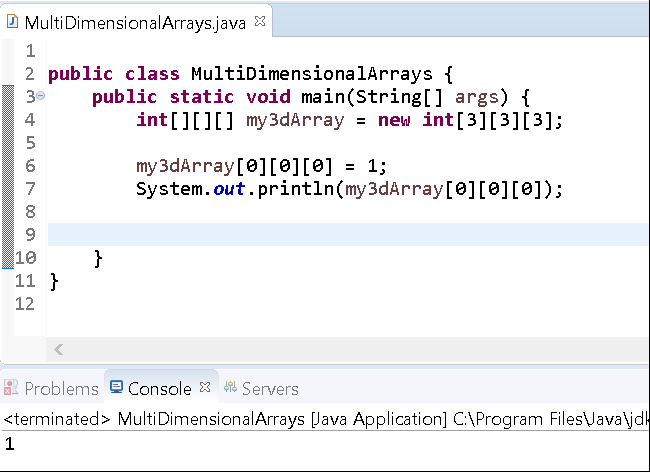 MultiDimensionalArrays.java
1
2 public class MultiDimensionalArrays {
3 public static void main(String[] args) {
4 int[][][] my3dArray = new int[3][3][3];
5
6 my3dArray[0][0][0] = 1;
7 System.out.println(my3dArray[0][0][0]);
8
9
10 }
11 }
12
Problems Console Servers
<terminated> MultiDimensionalArrays [Java Application] C:\Program Files\Java\jdk
1